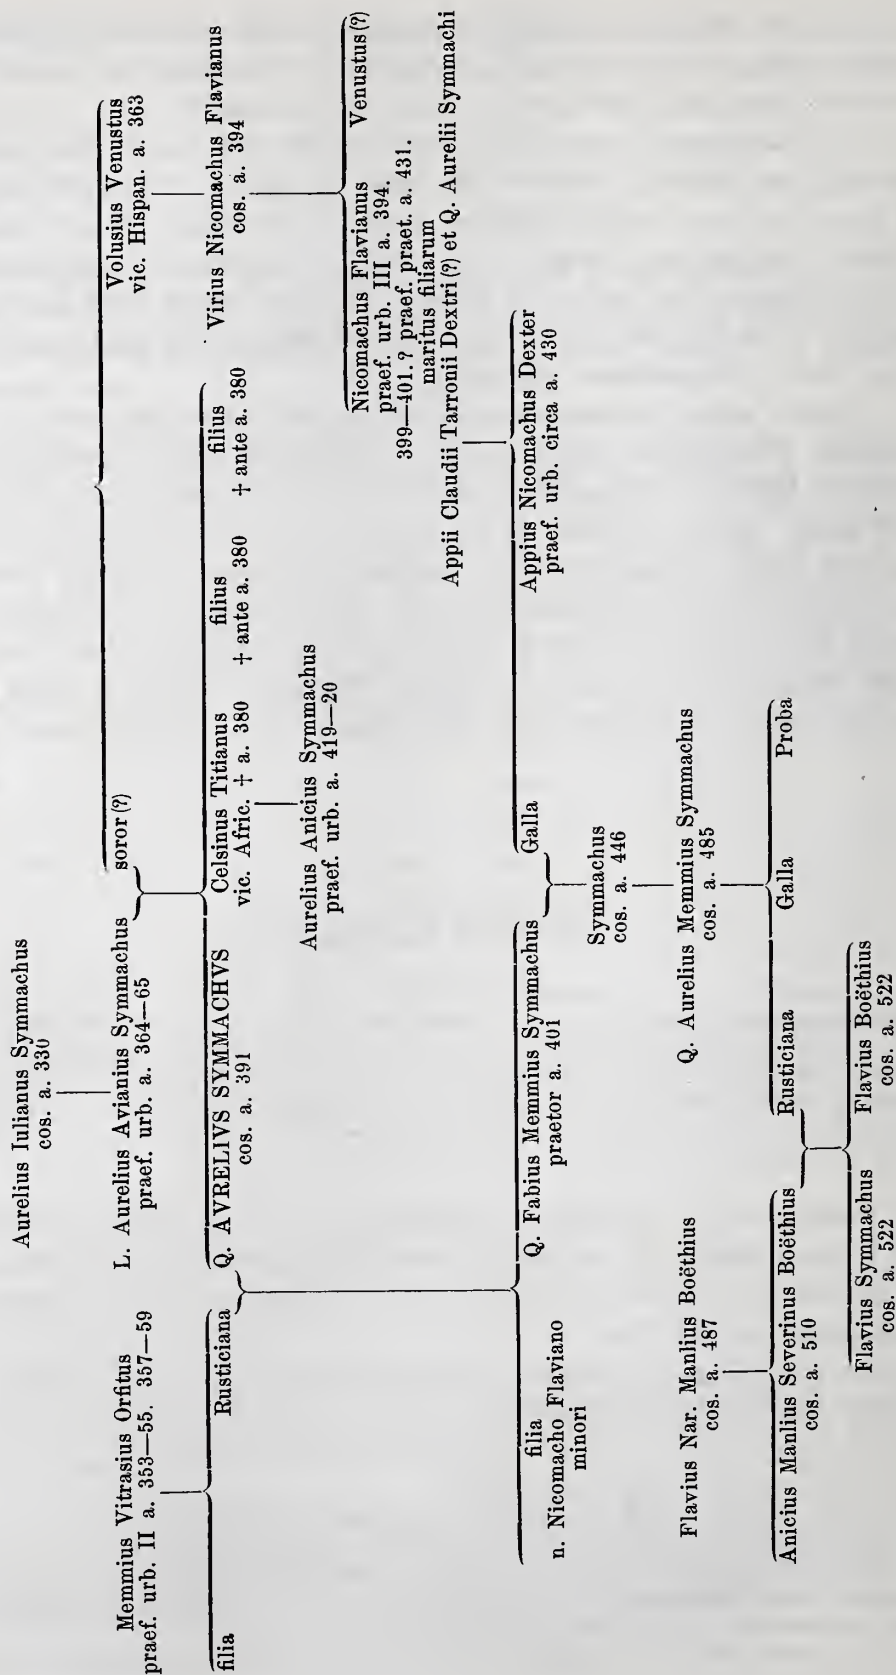 Aurelius Iulianus Symmachus
cos. a. 330
Memmius Vitrasius Orfitus
praef. urb. II a. 353—55. 357—59
L. Aurelius Avianius Symmachus
praef. urb. a. 364—65
soror (?)
Volusius Venustus
vic. Hispan. a. 363
filia
Rusticiana
Q. AVRELIVS SYMMACHVS
cos. a. 391
Celsinus Titianus
vic. Afric. † a. 380
filius
† ante a. 380
filius
† ante a. 380
Virius Nicomachus Flavianus
cos. a. 394
Aurelius Anicius Symmachus
praef. urb. a. 419—20
Nicomachus Flavianus
praef. urb. III a. 394.
399—401.? praef. praet. a. 431.
maritus filiarum
Appii Claudii Tarronii Dextri (?) et Q. Aurelii Symmachi
Venustus (?)
filia
n. Nicomacho Flaviano
minori
Q. Fabius Memmius Symmachus
praetor a. 401
Galla
Appius Nicomachus Dexter
praef. urb. circa a. 430
Symmachus
cos. a. 446
Flavius Nar. Manlius Boëthius
cos. a. 487
Q. Aurelius Memmius Symmachus
cos. a. 485
Anicius Manlius Severinus Boëthius
cos. a. 510
Rusticiana
Galla
Proba
Flavius Symmachus
cos. a. 522
Flavius Boëthius
cos. a. 522